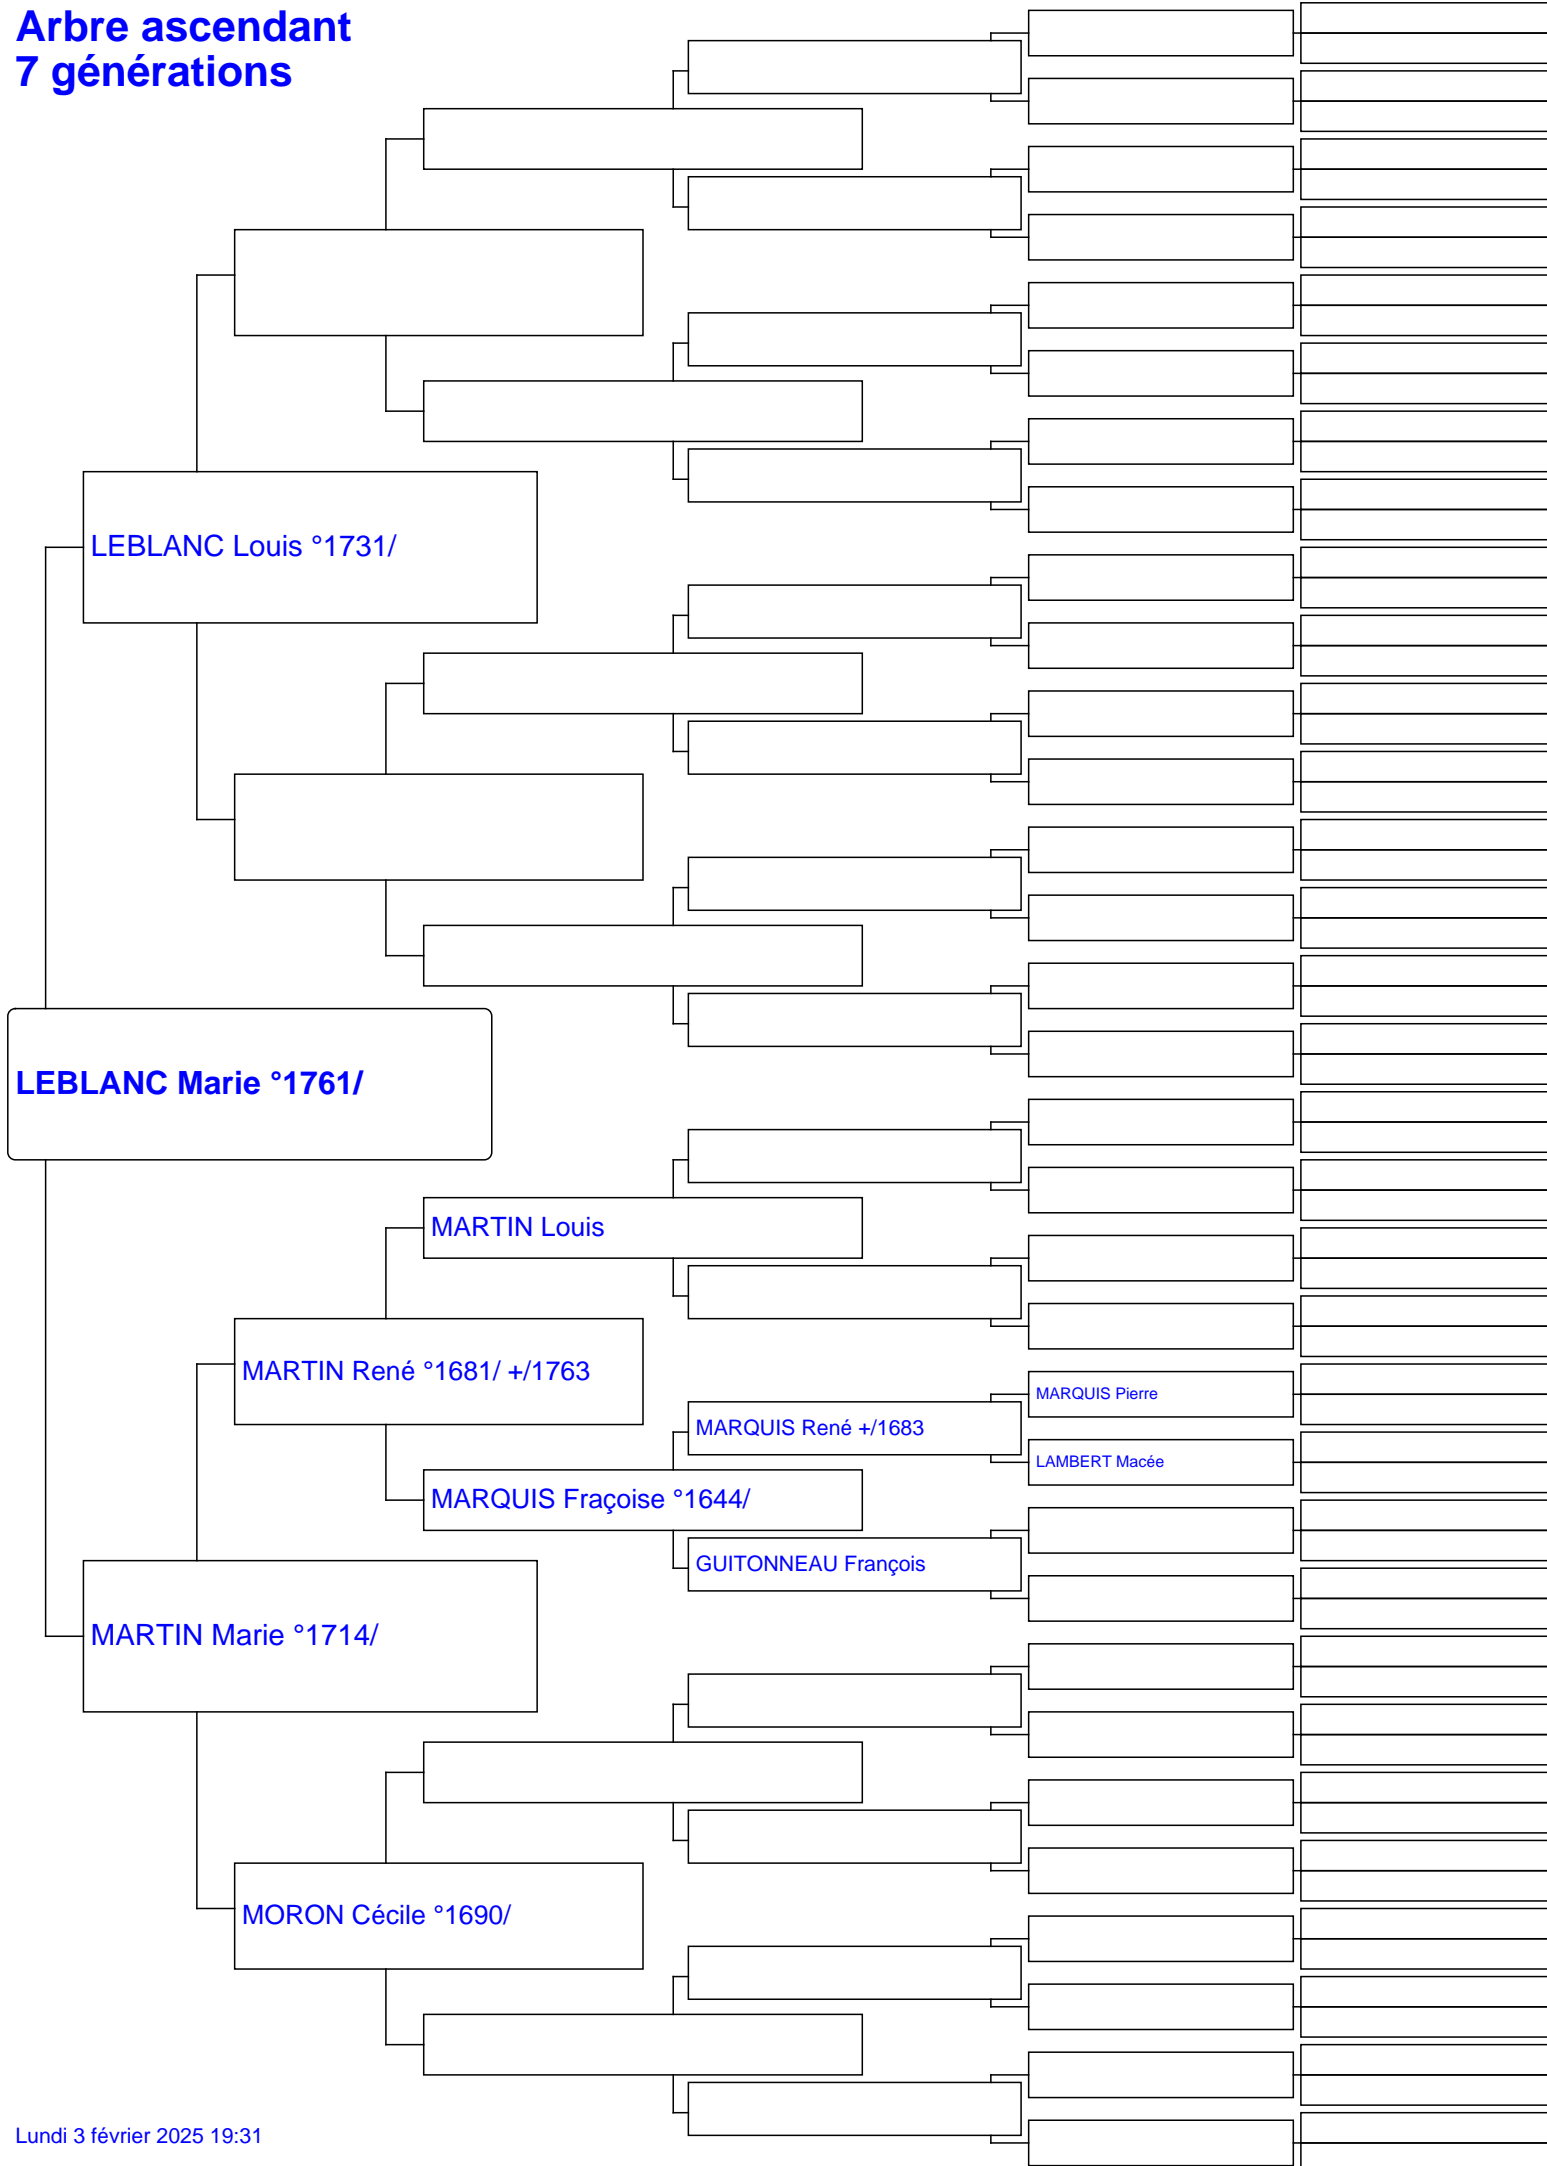 Arbre ascendant
7 générations
LEBLANC Louis °1731/
LEBLANC Marie °1761/
MARTIN Louis
MARTIN René °1681/ +/1763
MARQUIS Pierre
MARQUIS René +/1683
LAMBERT Macée
MARQUIS Fraçoise °1644/
GUITONNEAU François
MARTIN Marie °1714/
MORON Cécile °1690/
Lundi 3 février 2025 19:31